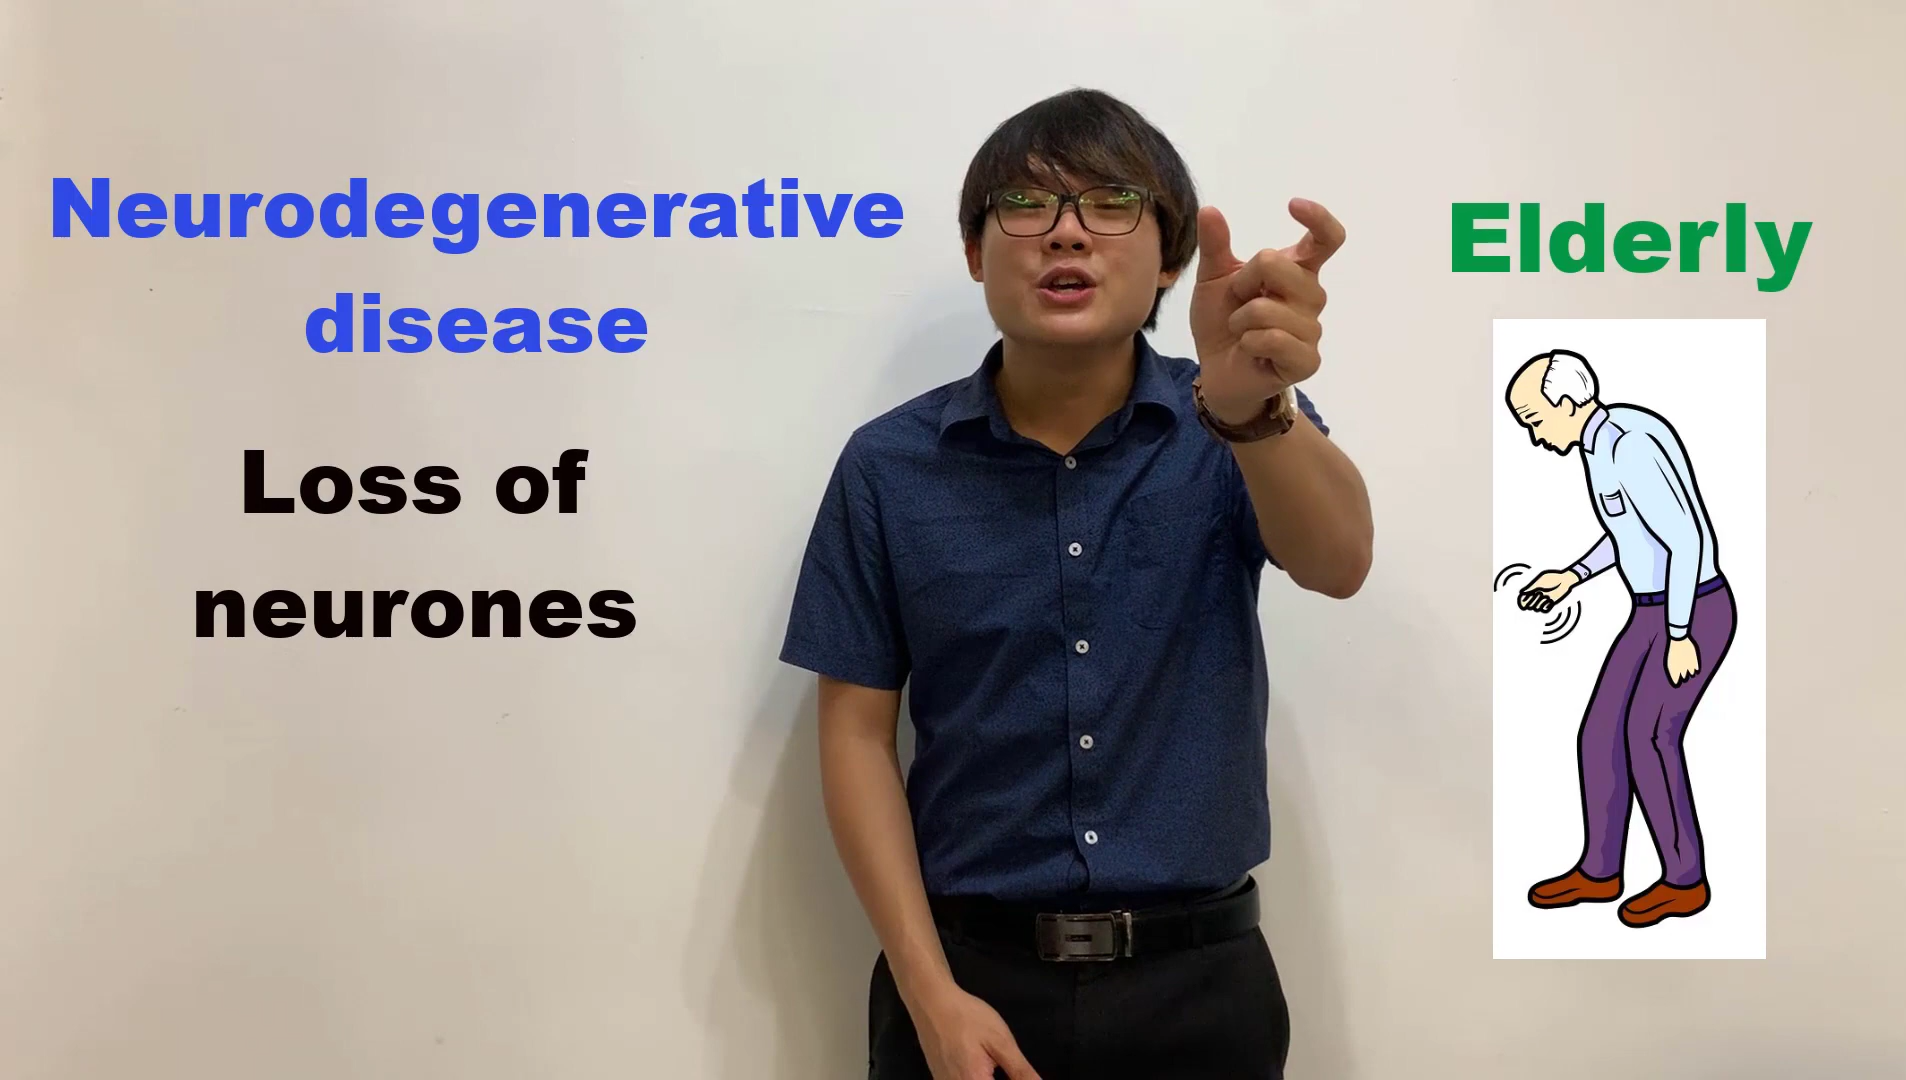 Neurodegenerative
disease
Loss of
neurones
Elderly